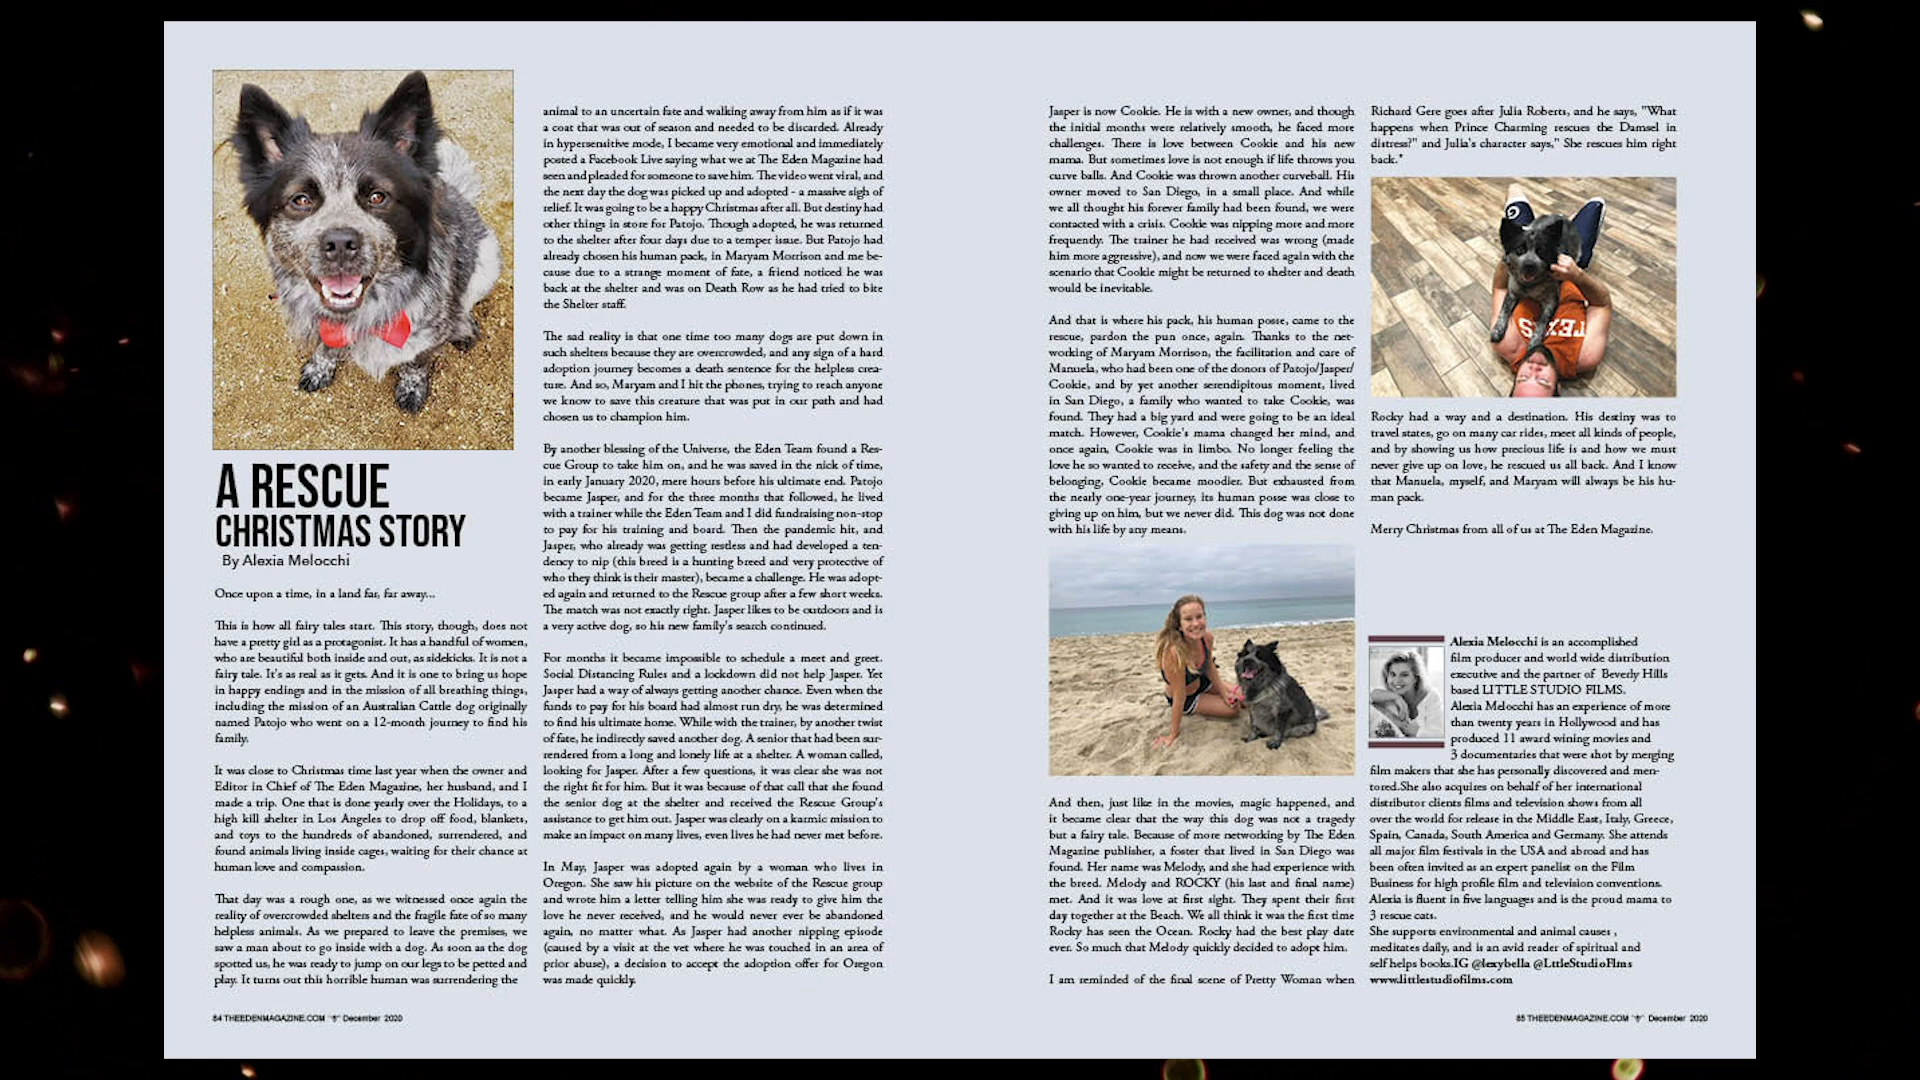 A RESCUE
CHRISTMAS STORY
By Alexia Melocchi
Once upon a time, in a land far, far away...
This is how all fairy tales start. This story, though, does not
have a pretty girl as a protagonist. It has a handful of women,
who are beautiful both inside and out, as sidekicks. It is not a
fairy tale. It's as real as it gets. And it is one to bring us hope
in happy endings and in the mission of all breathing things,
including the mission of an Australian Cattle dog originally
named Patojo who went on a 12-month journey to find his
family.
It was close to Christmas time last year when the owner and
Editor in Chief of The Eden Magazine, her husband, and I
made a trip. One that is done yearly over the Holidays, to a
high kill shelter in Los Angeles to drop off food, blankets,
and toys to the hundreds of abandoned, surrendered, and
found animals living inside cages, waiting for their chance at
human love and compassion.
That day was a rough one, as we witnessed once again the
reality of overcrowded shelters and the fragile fate of so many
helpless animals. As we prepared to leave the premises, we
saw a man about to go inside with a dog. As soon as the dog
spotted us, he was ready to jump on our legs to be petted and
play. It turns out this horrible human was surrendering the
animal to an uncertain fate and walking away from him as if it was
a coat that was out of season and needed to be discarded. Already
in hypersensitive mode, I became very emotional and immediately
posted a Facebook Live saying what we at The Eden Magazine had
seen and pleaded for someone to save him. The video went viral, and
the next day the dog was picked up and adopted - a massive sigh of
relief. It was going to be a happy Christmas after all. But destiny had
other things in store for Patojo. Though adopted, he was returned
to the shelter after four days due to a temper issue. But Patojo had
already chosen his human pack, in Maryam Morrison and me be-
cause due to a strange moment of fate, a friend noticed he was
back at the shelter and was on Death Row as he had tried to bite
the Shelter staff.
The sad reality is that one time too many dogs are put down in
such shelters because they are overcrowded, and any sign of a hard
adoption journey becomes a death sentence for the helpless crea-
ture. And so, Maryam and I hit the phones, trying to reach anyone
we know to save this creature that was put in our path and had
chosen us to champion him.
By another blessing of the Universe, the Eden Team found a Res-
cue Group to take him on, and he was saved in the nick of time,
in early January 2020, mere hours before his ultimate end. Patojo
became Jasper, and for the three months that followed, he lived
with a trainer while the Eden Team and I did fundraising non-stop
to pay for his training and board. Then the pandemic hit, and
Jasper, who already was getting restless and had developed a ten-
dency to nip (this breed is a hunting breed and very protective of
who they think is their master), became a challenge. He was adopt-
ed again and returned to the Rescue group after a few short weeks.
The match was not exactly right. Jasper likes to be outdoors and is
a very active dog, so his new family's search continued.
For months it became impossible to schedule a meet and greet.
Social Distancing Rules and a lockdown did not help Jasper. Yet
Jasper had a way of always getting another chance. Even when the
funds to pay for his board had almost run dry, he was determined
to find his ultimate home. While with the trainer, by another twist
of fate, he indirectly saved another dog. A senior that had been sur-
rendered from a long and lonely life at a shelter. A woman called,
looking for Jasper. After a few questions, it was clear she was not
the right fit for him. But it was because of that call that she found
the senior dog at the shelter and received the Rescue Group's
assistance to get him out. Jasper was clearly on a karmic mission to
make an impact on many lives, even lives he had never met before.
In May, Jasper was adopted again by a woman who lives in
Oregon. She saw his picture on the website of the Rescue group
and wrote him a letter telling him she was ready to give him the
love he never received, and he would never ever be abandoned
again, no matter what. As Jasper had another nipping episode
(caused by a visit at the vet where he was touched in an area of
prior abuse), a decision to accept the adoption offer for Oregon
was made quickly.
84 THEEDENMAGAZINE.COM December 2020
Jasper is now Cookie. He is with a new owner, and though
the initial months were relatively smooth, he faced more
challenges. There is love between Cookie and his new
mama. But sometimes love is not enough if life throws you
curve balls. And Cookie was thrown another curveball. His
owner moved to San Diego, in a small place. And while
we all thought his forever family had been found, we were
contacted with a crisis. Cookie was nipping more and more
frequently. The trainer he had received was wrong (made
him more aggressive), and now we were faced again with the
scenario that Cookie might be returned to shelter and death
would be inevitable.
And that is where his pack, his human posse, came to the
rescue, pardon the pun once, again. Thanks to the net-
working of Maryam Morrison, the facilitation and care of
Manuela, who had been one of the donors of Patojo/Jasper/
Cookie, and by yet another serendipitous moment, lived
in San Diego, a family who wanted to take Cookie, was
found. They had a big yard and were going to be an ideal
match. However, Cookie's mama changed her mind, and
once again, Cookie was in limbo. No longer feeling the
love he so wanted to receive, and the safety and the sense of
belonging, Cookie became moodier. But exhausted from
the nearly one-year journey, its human posse was close to
giving up on him, but we never did. This dog was not done
with his life by any means.
And then, just like in the movies, magic happened, and
it became clear that the way this dog was not a tragedy
but a fairy tale. Because of more networking by The Eden
Magazine publisher, a foster that lived in San Diego was
found. Her name was Melody, and she had experience with
the breed. Melody and ROCKY (his last and final name)
met. And it was love at first sight. They spent their first
day together at the Beach. We all think it was the first time
Rocky has seen the Ocean. Rocky had the best play date
ever. So much that Melody quickly decided to adopt him.
I am reminded of the final scene of Pretty Woman when
Richard Gere goes after Julia Roberts, and he says, "What
happens when Prince Charming rescues the Damsel in
distress?" and Julia's character says," She rescues him right
back."
TEXAS
Rocky had a way and a destination. His destiny was to
travel states, go on many car rides, meet all kinds of people,
and by showing us how precious life is and how we must
never give up on love, he rescued us all back. And I know
that Manuela, myself, and Maryam will always be his hu-
man pack.
Merry Christmas from all of us at The Eden Magazine.
Alexia Melocchi is an accomplished
film producer and world wide distribution
executive and the partner of Beverly Hills
based LITTLE STUDIO FILMS.
Alexia Melocchi has an experience of more
than twenty years in Hollywood and has
produced 11 award wining movies and
3 documentaries that were shot by merging
film makers that she has personally discovered and men-
tored.She also acquires on behalf of her international
distributor clients films and television shows from all
over the world for release in the Middle East, Italy, Greece,
Spain, Canada, South America and Germany. She attends
all major film festivals in the USA and abroad and has
been often invited as an expert panelist on the Film
Business for high profile film and television conventions.
Alexia is fluent in five languages and is the proud mama to
3 rescue cats.
She supports environmental and animal causes ,
meditates daily, and is an avid reader of spiritual and
self helps books.IG @lexybella @LttleStudioFlms
www.littlestudiofilms.com
85 THEEDENMAGAZINE.COM December 2020